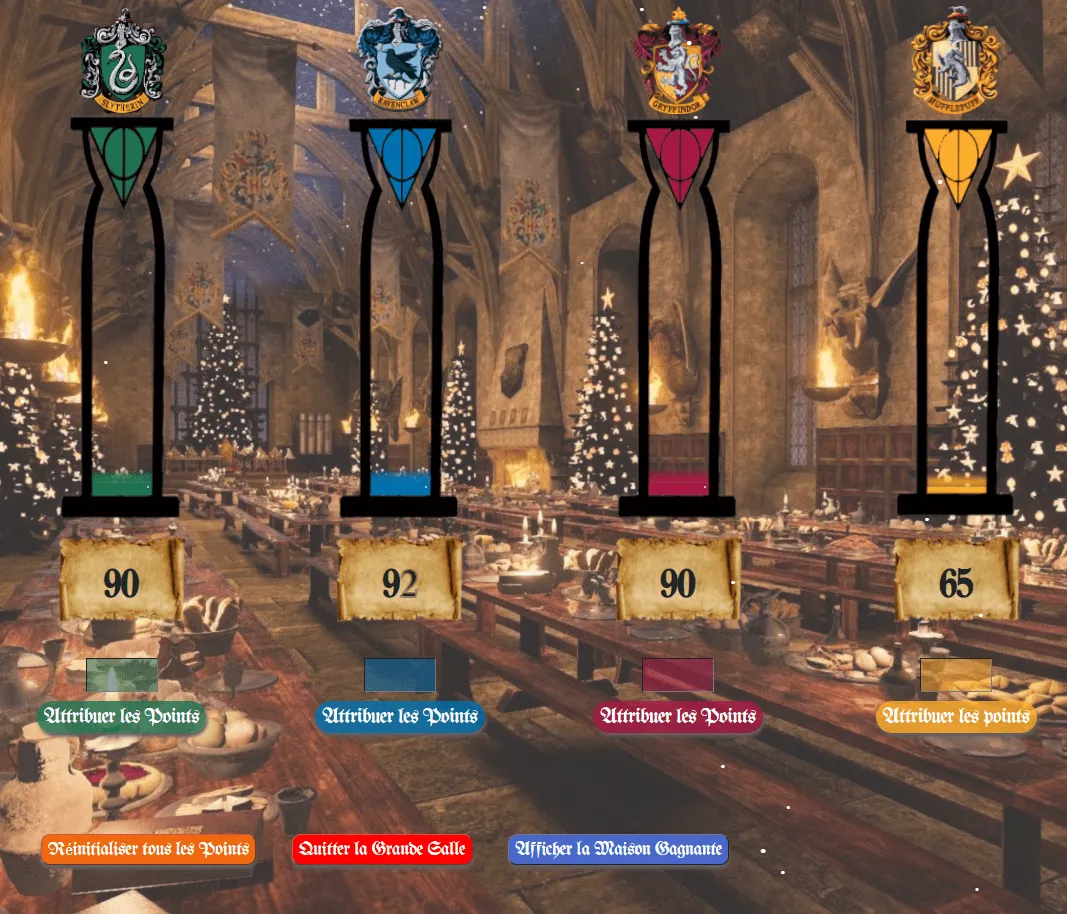 SLYTHERIN
RAVENCLAW
GRYFFINDOR
HUFFLEPUFF
90
92
90
65
Attribuer les Points
Attribuer les Points
Attribuer les Points
Attribuer les points
Réinitialiser tous les Points
Quitter la Grande Salle
Afficher la Maison Gagnante